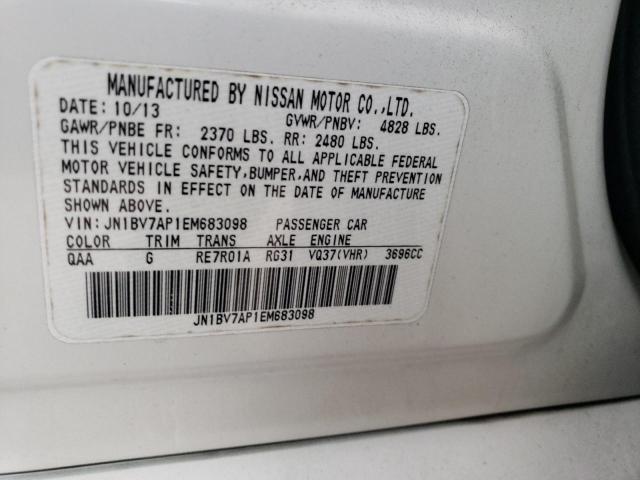 MANUFACTURED BY NISSAN MOTOR CO.,LTD.
DATE: 10/13 GVWR/PNBV: 4828 LBS.
GAWR/PNBE FR: 2370 LBS. RR: 2480 LBS.
THIS VEHICLE CONFORMS TO ALL APPLICABLE FEDERAL
MOTOR VEHICLE SAFETY,BUMPER,AND THEFT PREVENTION
STANDARDS IN EFFECT ON THE DATE OF MANUFACTURE
SHOWN ABOVE.
VIN: JN1BV7AP1EM683098 PASSENGER CAR
COLOR TRIM TRANS AXLE ENGINE
QAA G RE7R01A RG31 VQ37(VHR) 3696CC
JN1BV7AP1EM683098